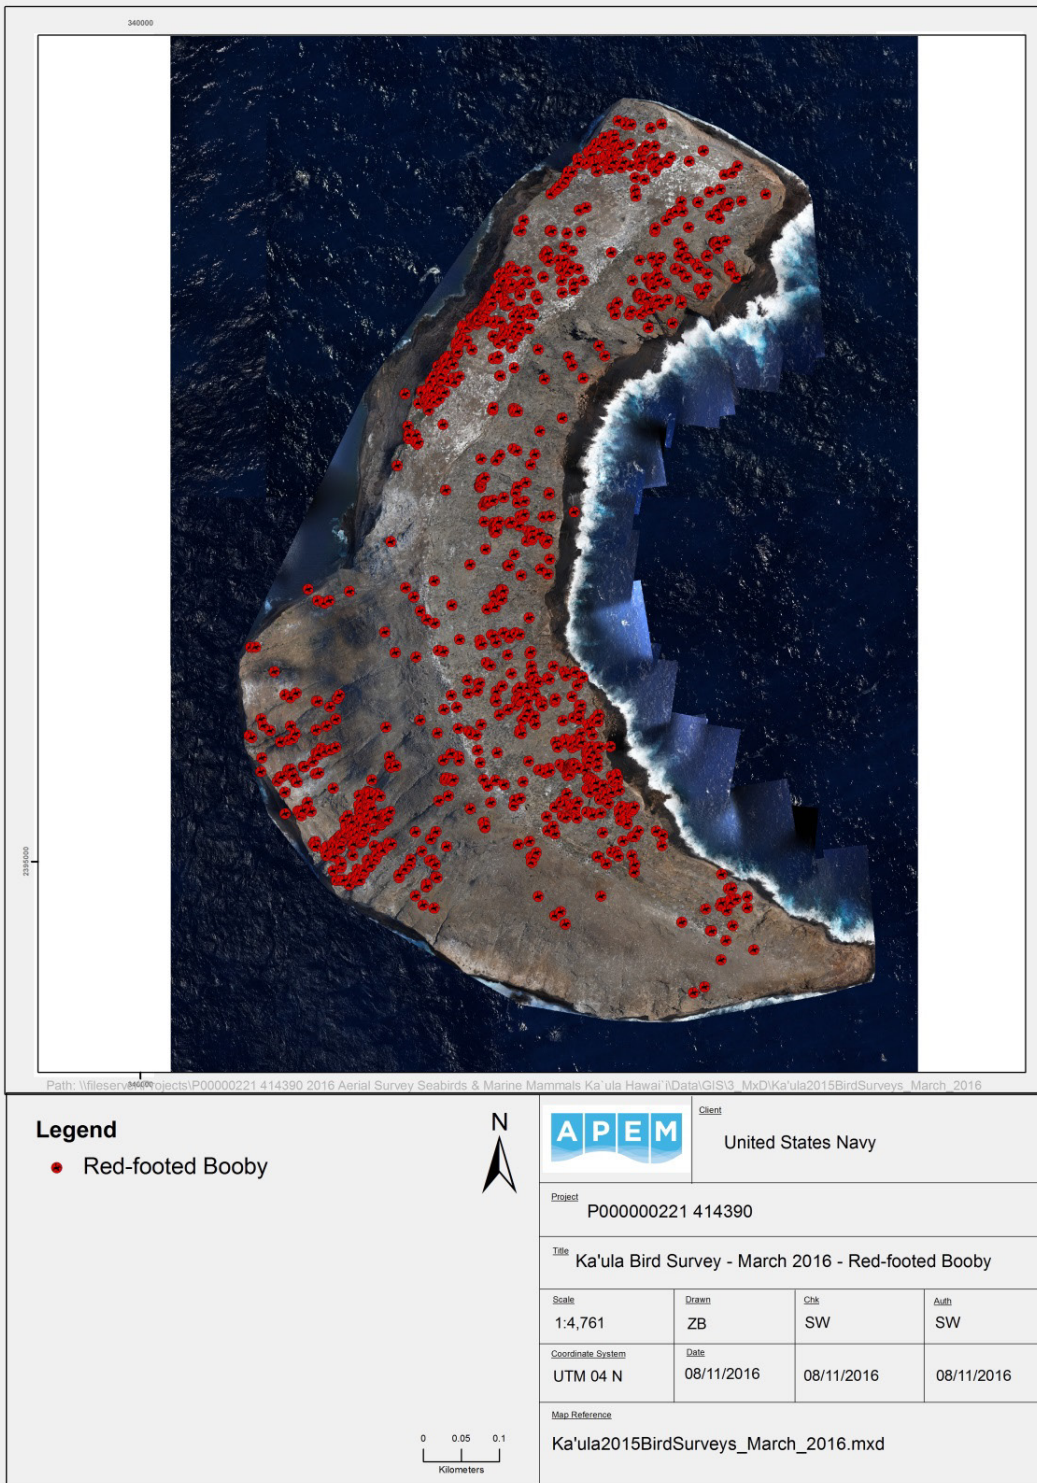 340000
2395000
340000
Path: \\fileserver\Projects\P00000221 414390 2016 Aerial Survey Seabirds & Marine Mammals Ka`ula Hawai`i\Data\GIS\3_MxD\Ka'ula2015BirdSurveys_March_2016
Legend
Red-footed Booby
N
0 0.05 0.1
Kilometers
APEM
Client
United States Navy
Project
P000000221 414390
Title
Ka'ula Bird Survey - March 2016 - Red-footed Booby
Scale Drawn Chk Auth
1:4,761 ZB SW SW
Coordinate System Date
UTM 04 N 08/11/2016 08/11/2016 08/11/2016
Map Reference
Ka'ula2015BirdSurveys_March_2016.mxd